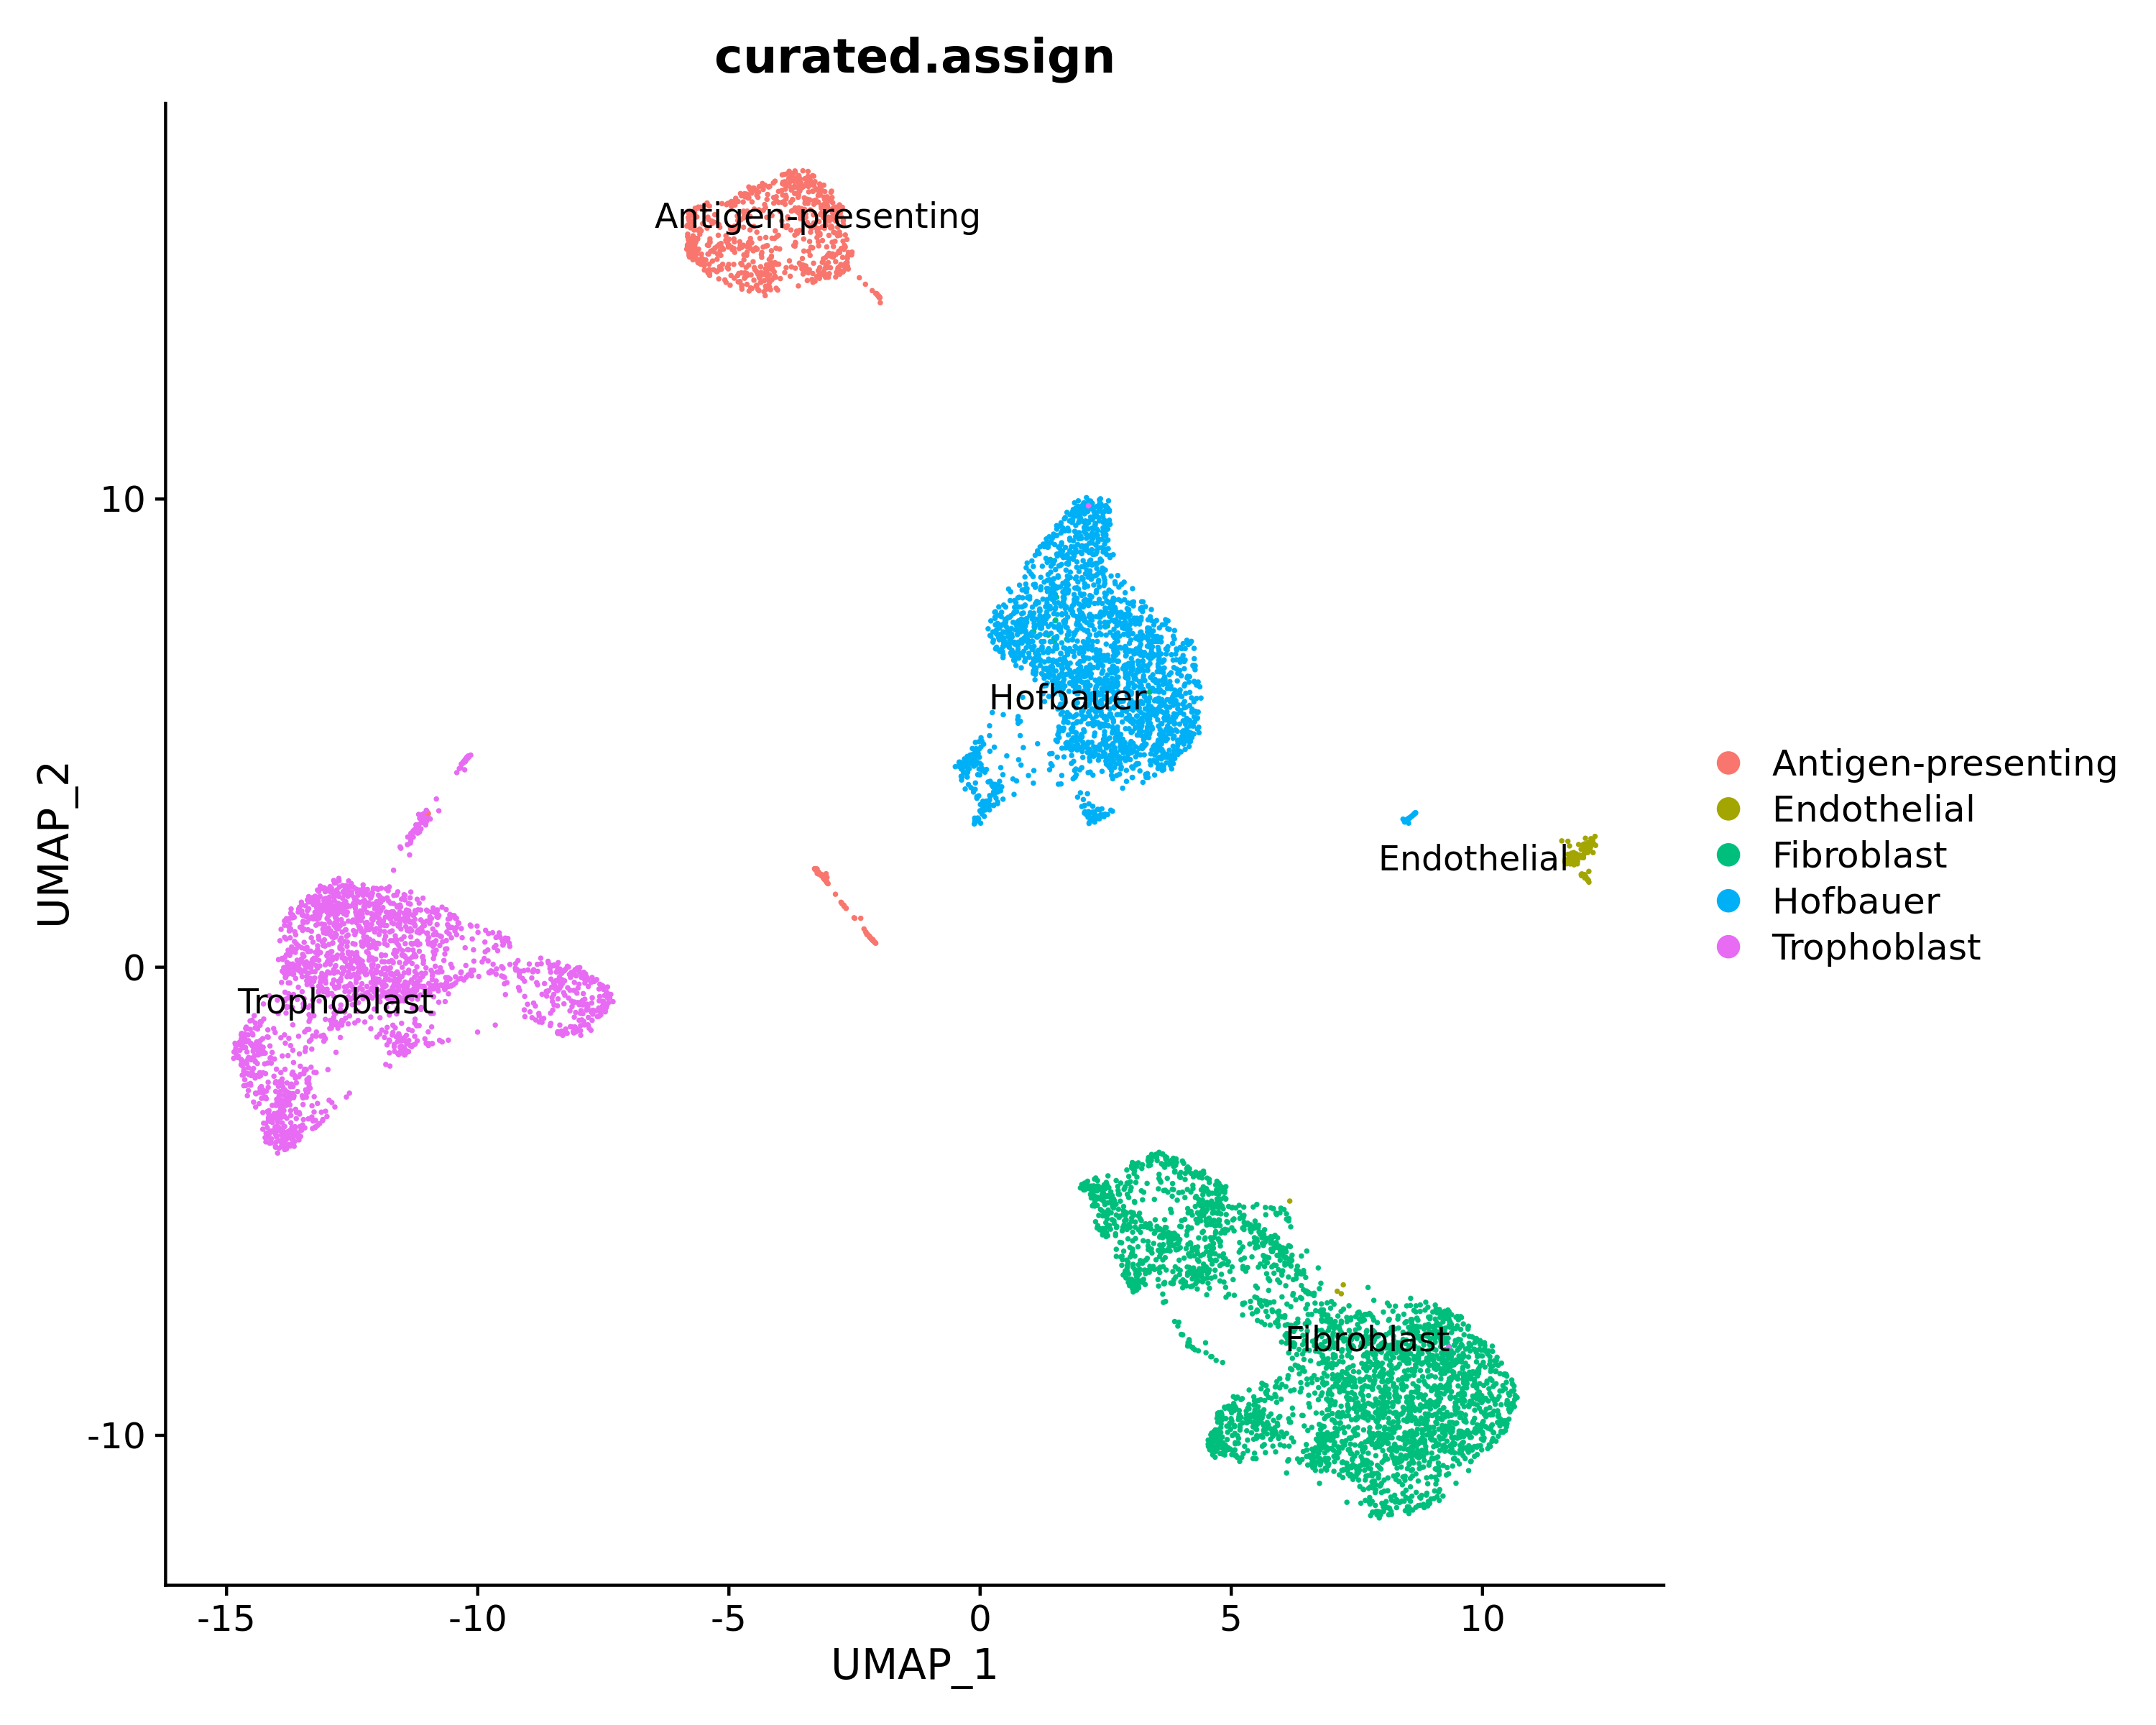 curated.assign
Antigen-presenting
Hofbauer
Endothelial
Trophoblast
Fibroblast
UMAP_2
10
0
-10
-15
-10
-5
0
5
10
UMAP_1
Antigen-presenting
Endothelial
Fibroblast
Hofbauer
Trophoblast